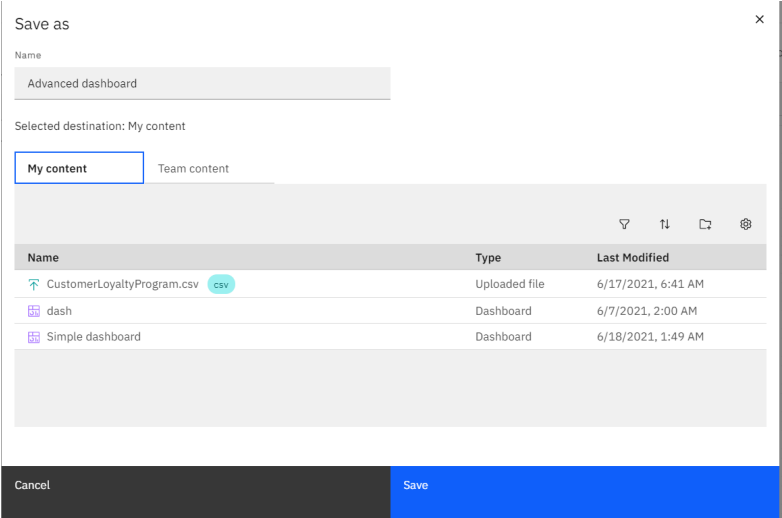 Save as
Name
Advanced dashboard
Selected destination: My content
My content Team content
Name Type Last Modified
CustomerLoyaltyProgram.csv csv Uploaded file 6/17/2021, 6:41 AM
dash Dashboard 6/7/2021, 2:00 AM
Simple dashboard Dashboard 6/18/2021, 1:49 AM
Cancel Save